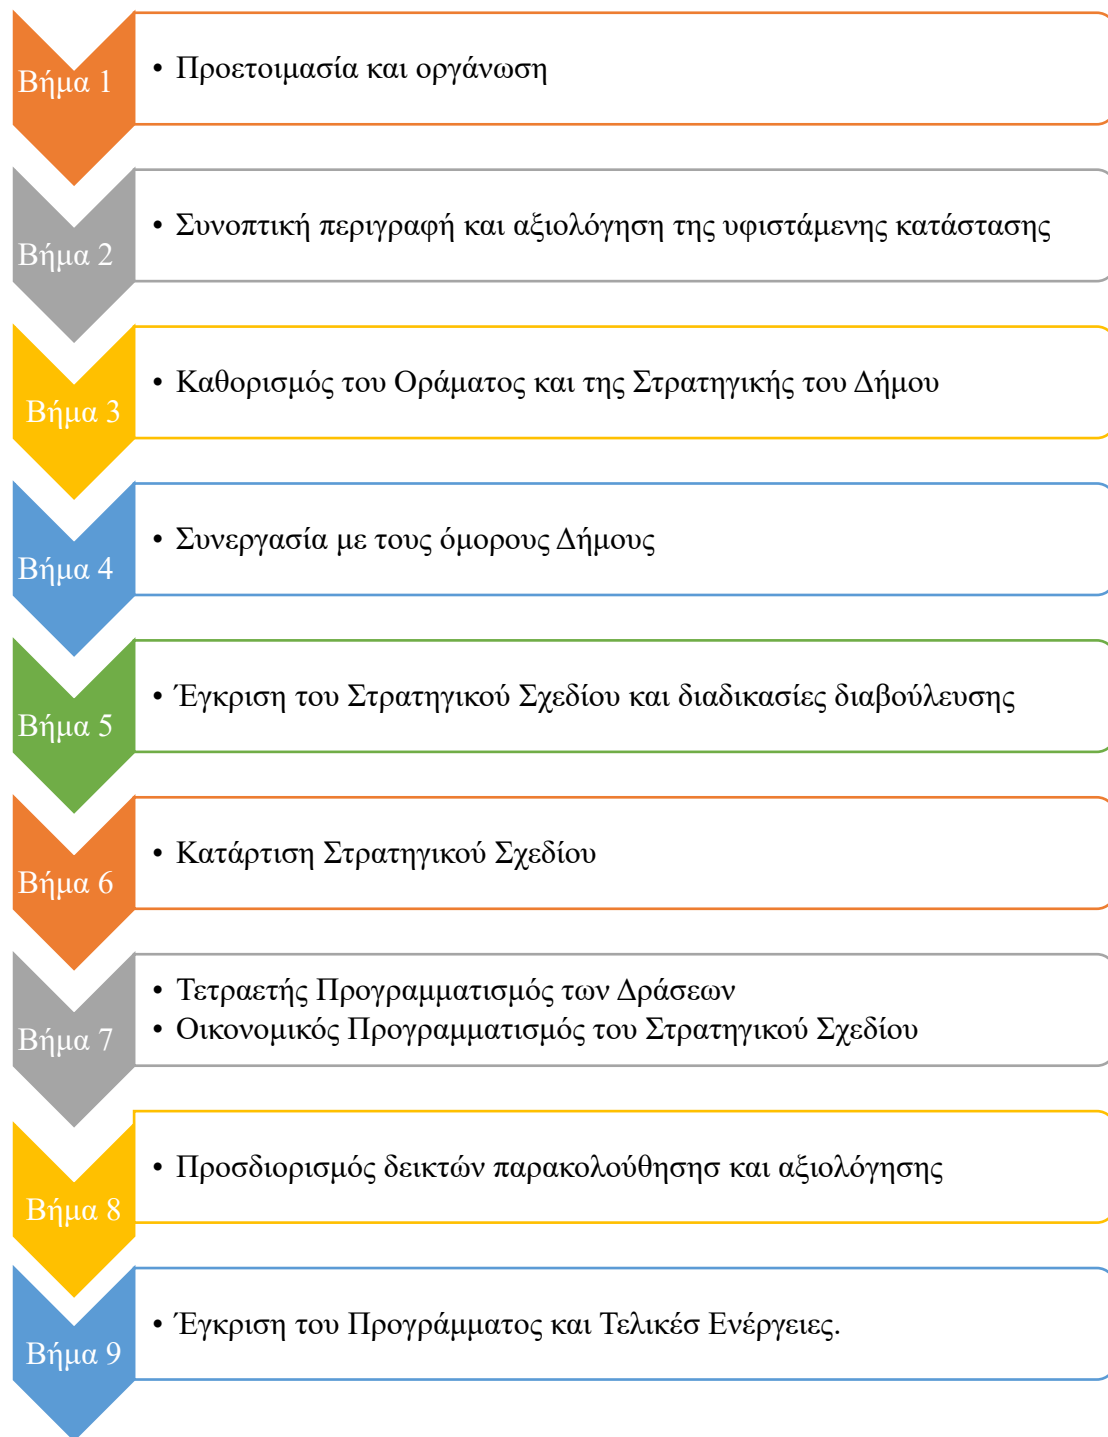 Βήμα 1
• Προετοιμασία και οργάνωση
Βήμα 2
• Συνοπτική περιγραφή και αξιολόγηση της υφιστάμενης κατάστασης
Βήμα 3
• Καθορισμός του Οράματος και της Στρατηγικής του Δήμου
Βήμα 4
• Συνεργασία με τους όμορους Δήμους
Βήμα 5
• Έγκριση του Στρατηγικού Σχεδίου και διαδικασίες διαβούλευσης
Βήμα 6
• Κατάρτιση Στρατηγικού Σχεδίου
Βήμα 7
• Τετραετής Προγραμματισμός των Δράσεων
• Οικονομικός Προγραμματισμός του Στρατηγικού Σχεδίου
Βήμα 8
• Προσδιορισμός δεικτών παρακολούθησησ και αξιολόγησης
Βήμα 9
• Έγκριση του Προγράμματος και Τελικέσ Ενέργειες.